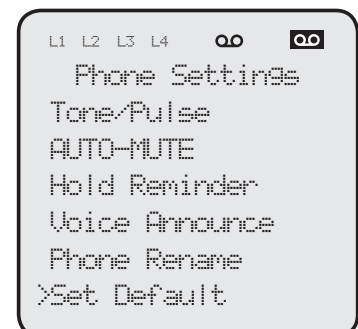 L1 L2 L3 L4
Phone Settings
Tone/Pulse
AUTO-MUTE
Hold Reminder
Voice Announce
Phone Rename
>Set Default